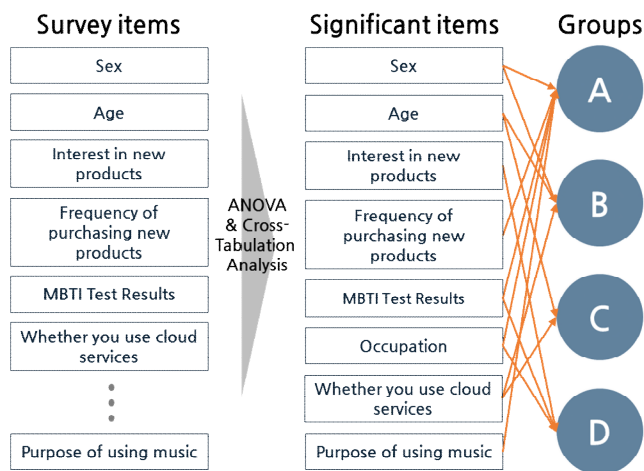 Survey items
Sex
Age
Interest in new
products
Frequency of
purchasing new
products
MBTI Test Results
Whether you use cloud
services
Purpose of using music
ANOVA
& Cross-
Tabulation
Analysis
Significant items
Sex
Age
Interest in new
products
Frequency of
purchasing new
products
MBTI Test Results
Occupation
Whether you use cloud
services
Purpose of using music
Groups
A
B
C
D